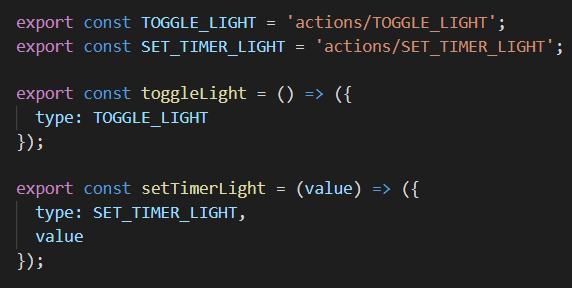 export const TOGGLE_LIGHT = 'actions/TOGGLE_LIGHT';
export const SET_TIMER_LIGHT = 'actions/SET_TIMER_LIGHT';
export const toggleLight = () => ({
type: TOGGLE_LIGHT
});
export const setTimerLight = (value) => ({
type: SET_TIMER_LIGHT,
value
});